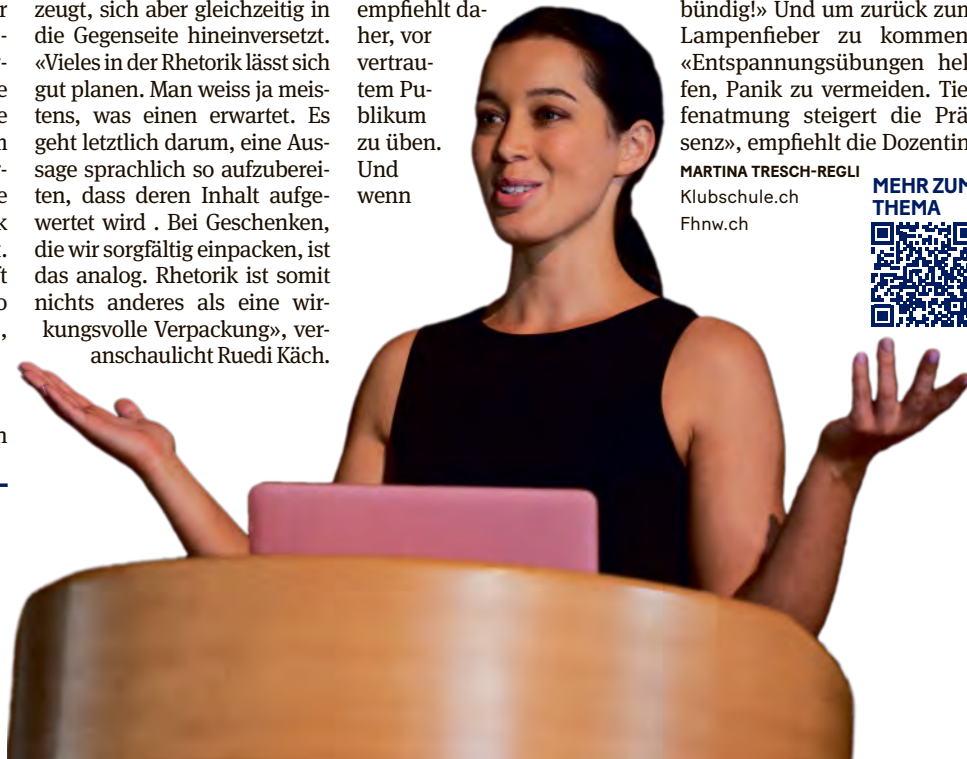 zeugt, sich aber gleichzeitig in
die Gegenseite hineinversetzt.
«Vieles in der Rhetorik lässt sich
gut planen. Man weiss ja meis-
tens, was einen erwartet. Es
geht letztlich darum, eine Aus-
sage sprachlich so aufzuberei-
ten, dass deren Inhalt aufge-
wertet wird . Bei Geschenken,
die wir sorgfältig einpacken, ist
das analog. Rhetorik ist somit
nichts anderes als eine wir-
kungsvolle Verpackung», ver-
anschaulicht Ruedi Käch.
empfiehlt da-
her, vor
vertrau-
tem Pu-
blikum
zu üben.
Und
wenn
bündig!» Und um zurück zum
Lampenfieber zu kommen
«Entspannungsübungen hel
fen, Panik zu vermeiden. Tie
fenatmung steigert die Prä
senz», empfiehlt die Dozentin
MARTINA TRESCH-REGLI
Klubschule.ch
Fhnw.ch
MEHR ZUM
THEMA